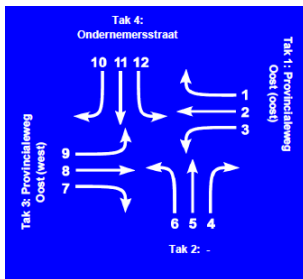 Tak 4:
Ondernemersstraat
10 11 12
Tak 1: Provincialeweg
Oost (oost)
1
2
3
Tak 3: Provincialeweg
Oost (west)
9
8
7
6 5 4
Tak 2: -